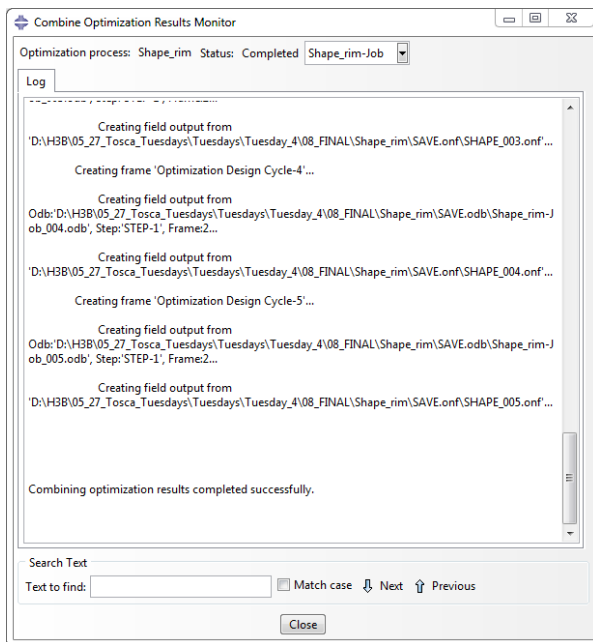 Combine Optimization Results Monitor
Optimization process: Shape_rim Status: Completed Shape_rim-Job
Log
Creating field output from
'D:\H3B\05_27_Tosca_Tuesdays\Tuesdays\Tuesday_4\08_FINAL\Shape_rim\SAVE.onf\SHAPE_003.onf'...
Creating frame 'Optimization Design Cycle-4'...
Creating field output from
Odb:'D:\H3B\05_27_Tosca_Tuesdays\Tuesdays\Tuesday_4\08_FINAL\Shape_rim\SAVE.odb\Shape_rim-J
ob_004.odb', Step:'STEP-1', Frame:2...
Creating field output from
'D:\H3B\05_27_Tosca_Tuesdays\Tuesdays\Tuesday_4\08_FINAL\Shape_rim\SAVE.onf\SHAPE_004.onf'...
Creating frame 'Optimization Design Cycle-5'...
Creating field output from
Odb:'D:\H3B\05_27_Tosca_Tuesdays\Tuesdays\Tuesday_4\08_FINAL\Shape_rim\SAVE.odb\Shape_rim-J
ob_005.odb', Step:'STEP-1', Frame:2...
Creating field output from
'D:\H3B\05_27_Tosca_Tuesdays\Tuesdays\Tuesday_4\08_FINAL\Shape_rim\SAVE.onf\SHAPE_005.onf'...
Combining optimization results completed successfully.
Search Text
Text to find: Match case Next Previous
Close